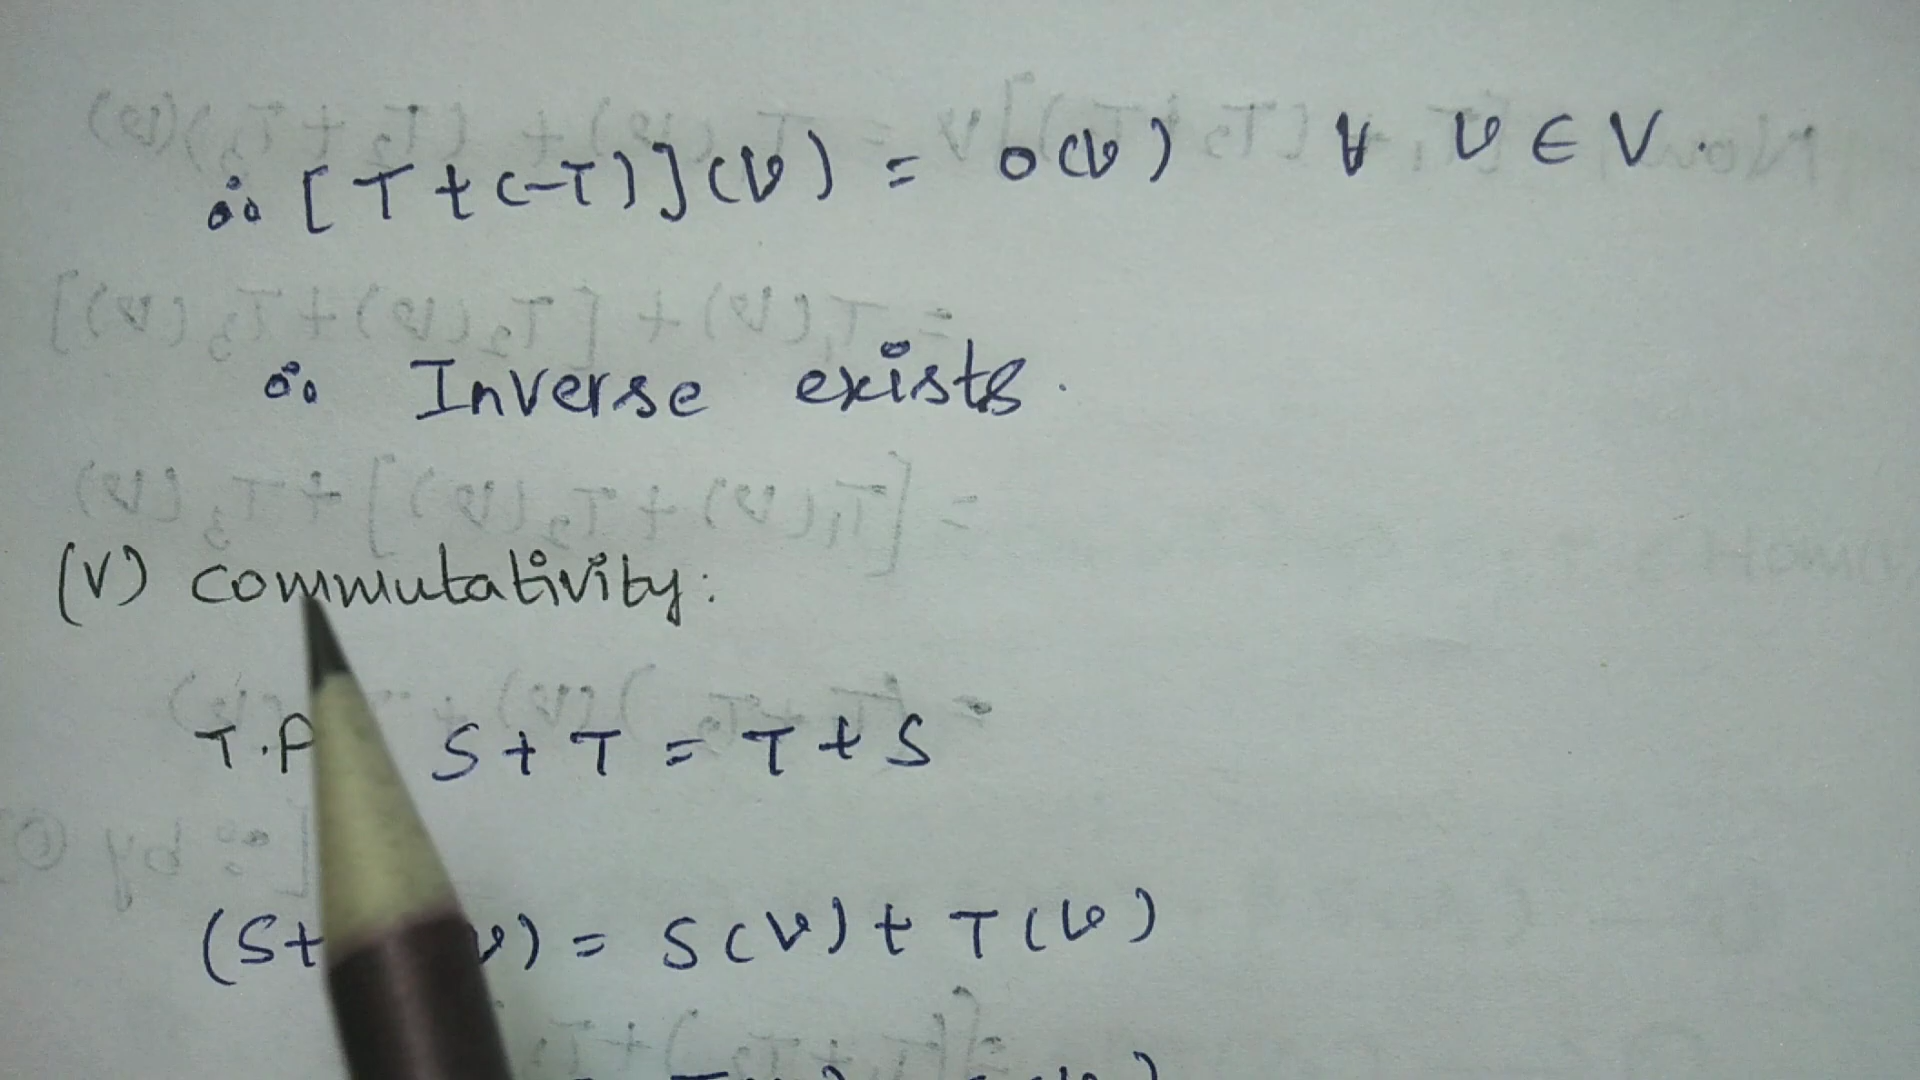 ∴ [T+(-T)](v) = 0(v) ∀ v ∈ V.
∴ Inverse exists.
(V) Commutativity:
T.P S+T = T+S
(S+ v) = S(v) + T(v)